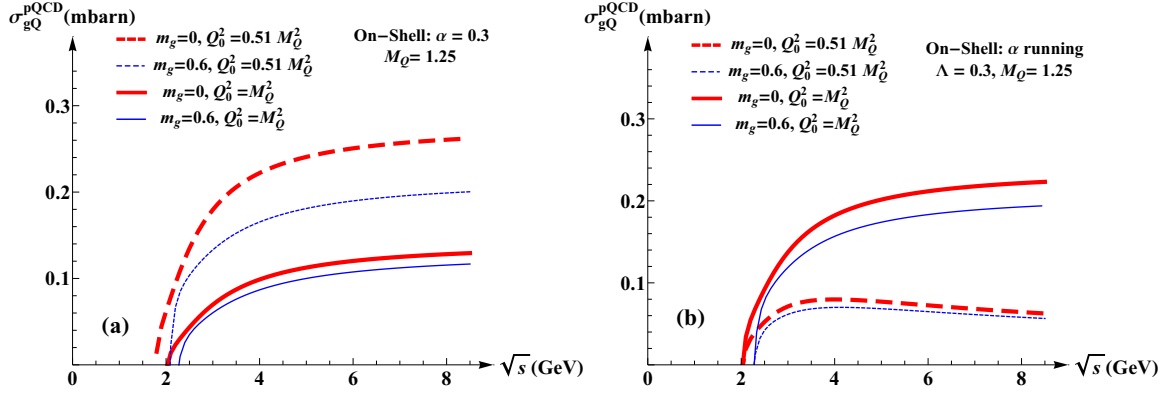 σ_gQ^pQCD (mbarn)
m_g=0, Q_0^2=0.51 M_Q^2
m_g=0.6, Q_0^2=0.51 M_Q^2
m_g=0, Q_0^2=M_Q^2
m_g=0.6, Q_0^2=M_Q^2
On-Shell: α = 0.3
M_Q= 1.25
0.3
0.2
0.1
(a)
0 2 4 6 8
√s (GeV)
σ_gQ^pQCD (mbarn)
m_g=0, Q_0^2=0.51 M_Q^2
m_g=0.6, Q_0^2=0.51 M_Q^2
m_g=0, Q_0^2=M_Q^2
m_g=0.6, Q_0^2=M_Q^2
On-Shell: α running
Λ = 0.3, M_Q= 1.25
0.3
0.2
0.1
(b)
0 2 4 6 8
√s (GeV)